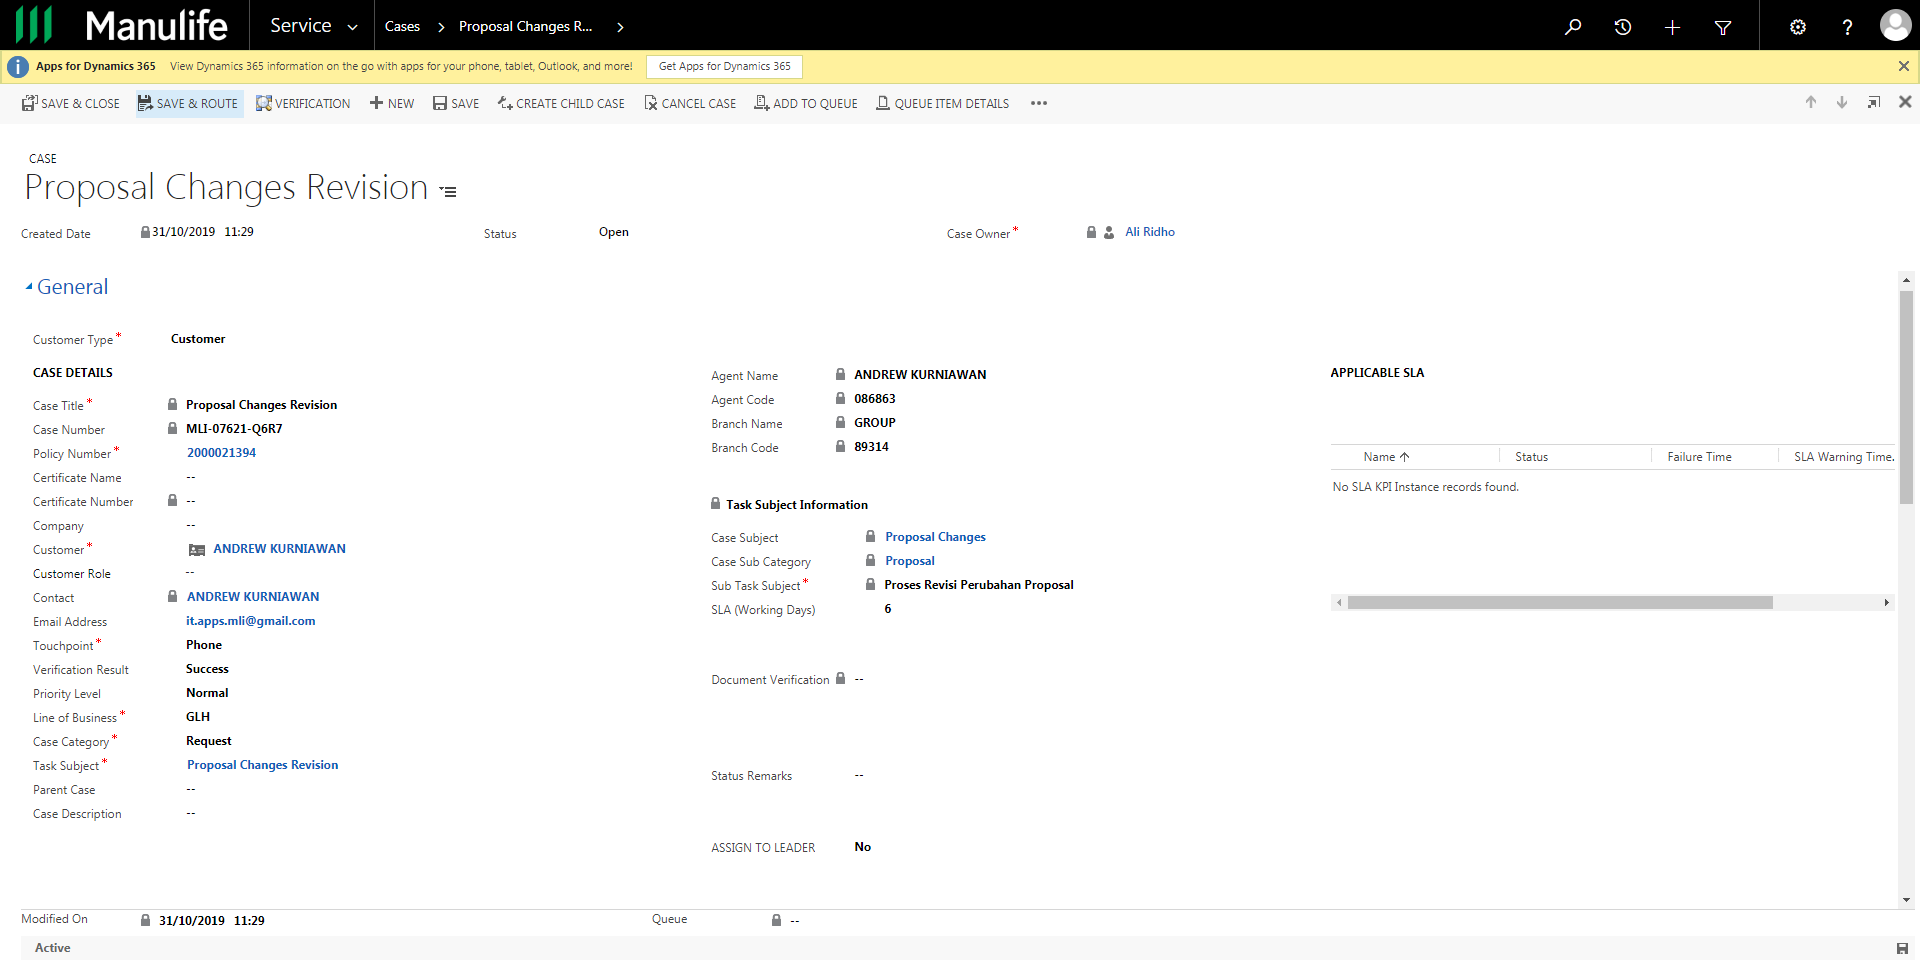 Manulife Service Cases Proposal Changes R...
Apps for Dynamics 365 View Dynamics 365 information on the go with apps for your phone, tablet, Outlook, and more! Get Apps for Dynamics 365
SAVE & CLOSE SAVE & ROUTE VERIFICATION NEW SAVE CREATE CHILD CASE CANCEL CASE ADD TO QUEUE QUEUE ITEM DETAILS •••
CASE
Proposal Changes Revision
Created Date 31/10/2019 11:29 Status Open Case Owner* Ali Ridho
General
Customer Type* Customer
CASE DETAILS
Case Title* Proposal Changes Revision
Case Number MLI-07621-Q6R7
Policy Number* 2000021394
Certificate Name --
Certificate Number --
Company --
Customer* ANDREW KURNIAWAN
Customer Role --
Contact ANDREW KURNIAWAN
Email Address it.apps.mli@gmail.com
Touchpoint* Phone
Verification Result Success
Priority Level Normal
Line of Business* GLH
Case Category* Request
Task Subject* Proposal Changes Revision
Parent Case --
Case Description --
Agent Name ANDREW KURNIAWAN
Agent Code 086863
Branch Name GROUP
Branch Code 89314
Task Subject Information
Case Subject Proposal Changes
Case Sub Category Proposal
Sub Task Subject* Proses Revisi Perubahan Proposal
SLA (Working Days) 6
Document Verification --
Status Remarks --
ASSIGN TO LEADER No
APPLICABLE SLA
Name Status Failure Time SLA Warning Time.
No SLA KPI Instance records found.
Modified On 31/10/2019 11:29 Queue --
Active